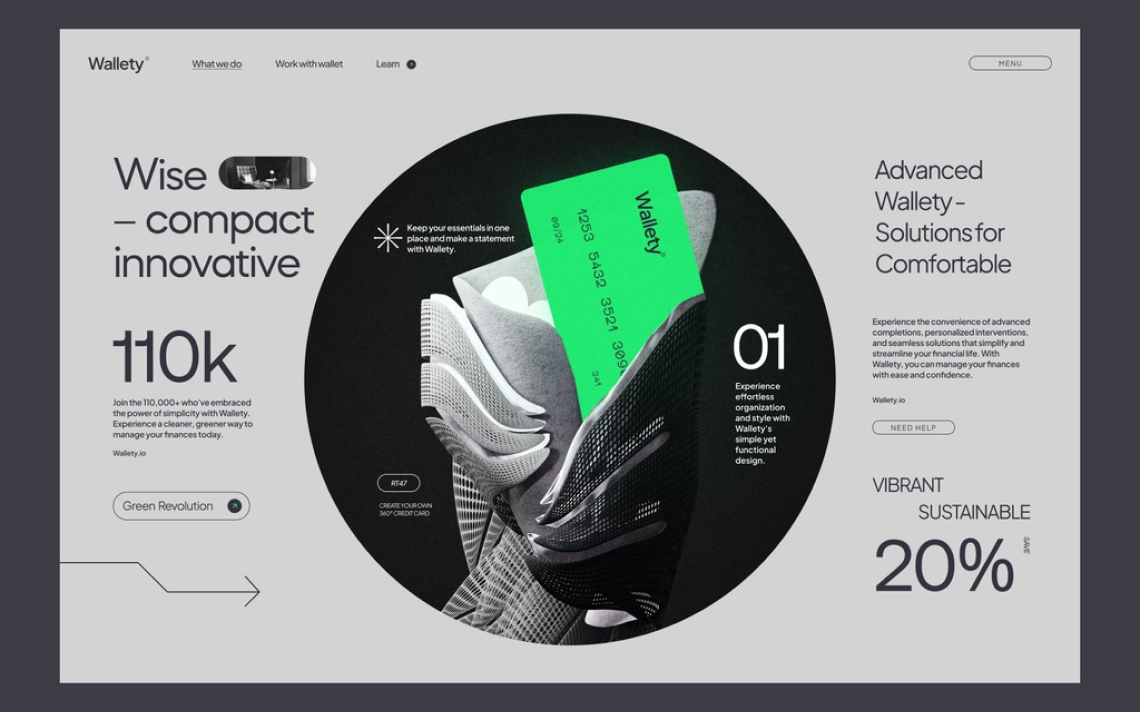 Wallety®
What we do
Work with wallet
Learn
MENU
Wise
– compact
innovative
110k
Join the 110,000+ who've embraced
the power of simplicity with Wallety.
Experience a cleaner, greener way to
manage your finances today.
Wallety.io
Green Revolution
Keep your essentials in one
place and make a statement
with Wallety.
Wallety®
4253 5432 3521 309
09/24
341
RT47
CREATE YOUR OWN
360° CREDIT CARD
01
Experience
effortless
organization
and style with
Wallety's
simple yet
functional
design.
Advanced
Wallety -
Solutions for
Comfortable
Experience the convenience of advanced
completions, personalized interventions,
and seamless solutions that simplify and
streamline your financial life. With
Wallety, you can manage your finances
with ease and confidence.
Wallety.io
NEED HELP
VIBRANT
SUSTAINABLE
20%
SAVE